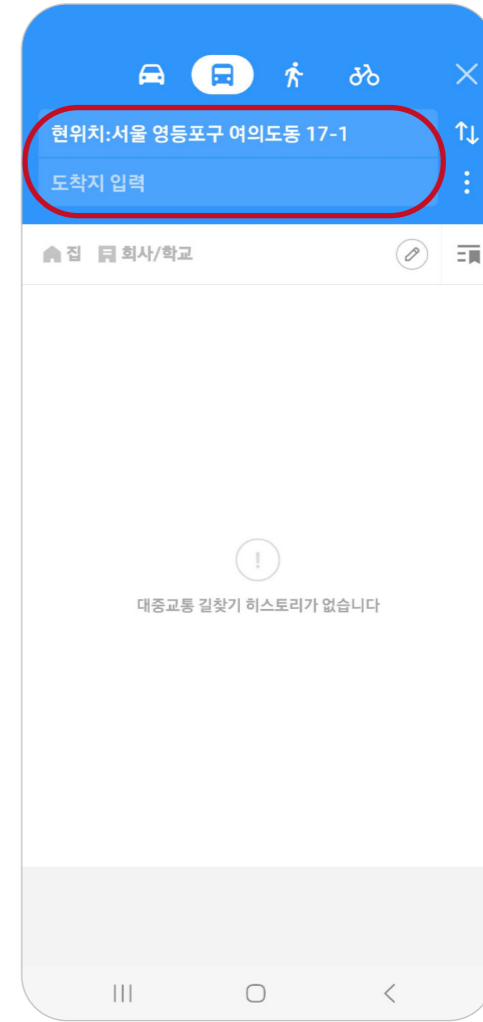 현위치:서울 영등포구 여의도동 17-1
도착지 입력
집 회사/학교
대중교통 길찾기 히스토리가 없습니다